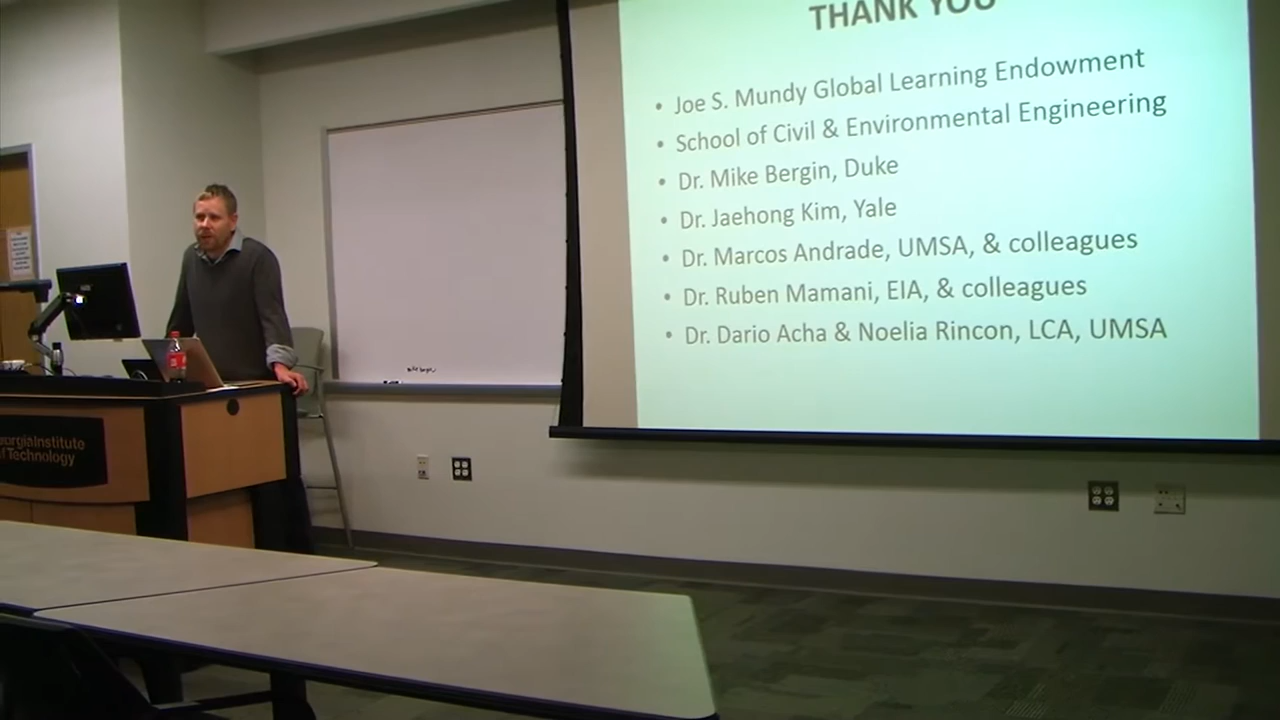 THANK YOU
• Joe S. Mundy Global Learning Endowment
• School of Civil & Environmental Engineering
• Dr. Mike Bergin, Duke
• Dr. Jaehong Kim, Yale
• Dr. Marcos Andrade, UMSA, & colleagues
• Dr. Ruben Mamani, EIA, & colleagues
• Dr. Dario Acha & Noelia Rincon, LCA, UMSA
Institute
Technology